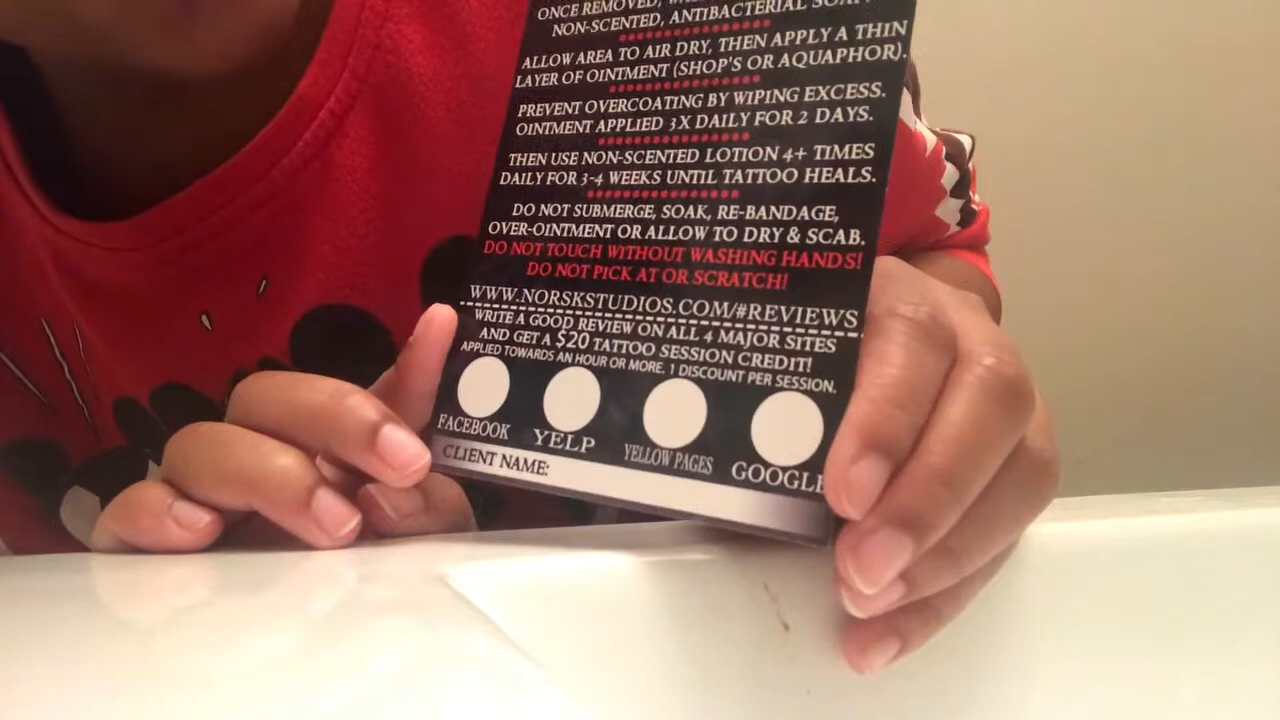 ONCE REMOVED,
NON-SCENTED, ANTIBACTERIAL SOAP.
ALLOW AREA TO AIR DRY, THEN APPLY A THIN
LAYER OF OINTMENT (SHOP'S OR AQUAPHOR).
PREVENT OVERCOATING BY WIPING EXCESS.
OINTMENT APPLIED 3X DAILY FOR 2 DAYS.
THEN USE NON-SCENTED LOTION 4+ TIMES
DAILY FOR 3-4 WEEKS UNTIL TATTOO HEALS.
DO NOT SUBMERGE, SOAK, RE-BANDAGE,
OVER-OINTMENT OR ALLOW TO DRY & SCAB.
DO NOT TOUCH WITHOUT WASHING HANDS!
DO NOT PICK AT OR SCRATCH!
WWW.NORSKSTUDIOS.COM/#REVIEWS
WRITE A GOOD REVIEW ON ALL 4 MAJOR SITES
AND GET A $20 TATTOO SESSION CREDIT!
APPLIED TOWARDS AN HOUR OR MORE. 1 DISCOUNT PER SESSION.
FACEBOOK YELP YELLOW PAGES GOOGLE
CLIENT NAME: